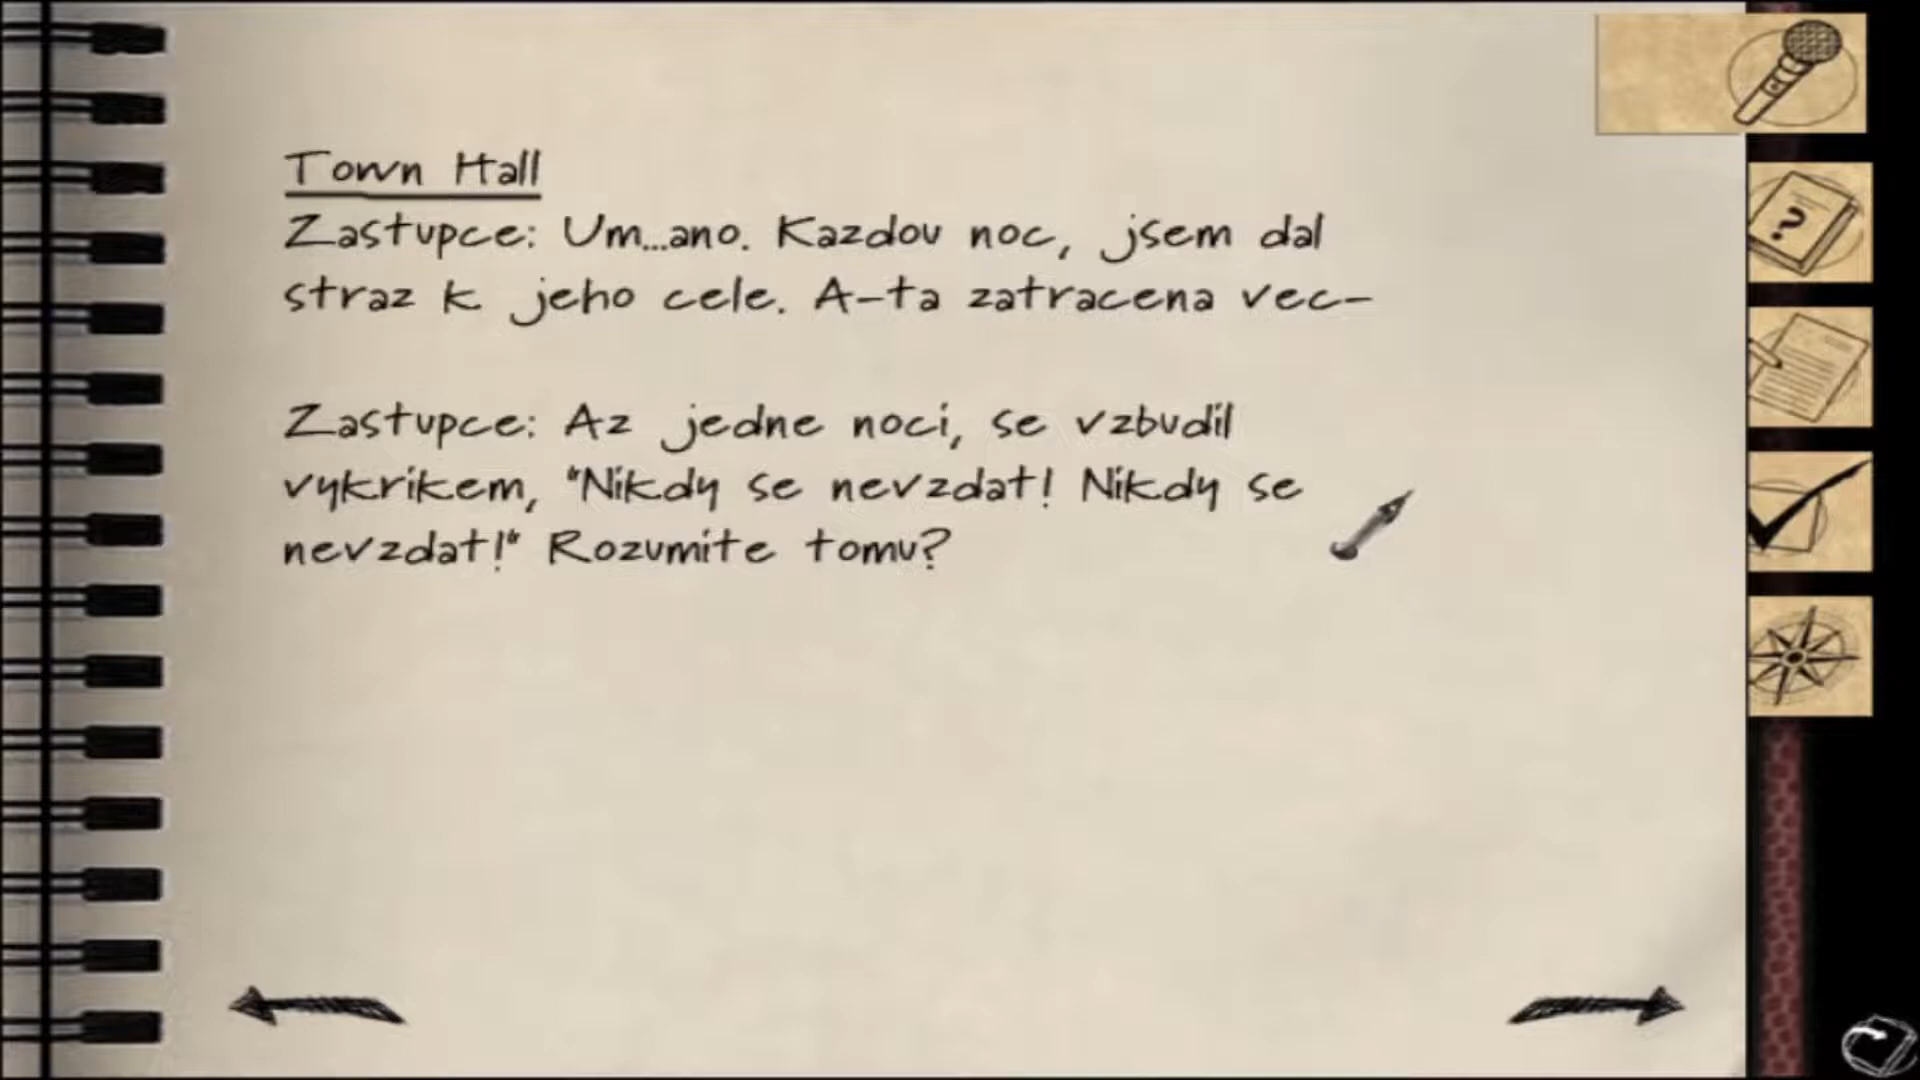 Town Hall
Zastupce: Um...ano. Kazdou noc, jsem dal
straz k jeho cele. A-ta zatracena vec-
Zastupce: Az jedne noci, se vzbudil
vykrikem, "Nikdy se nevzdat! Nikdy se
nevzdat!" Rozumite tomu?
?